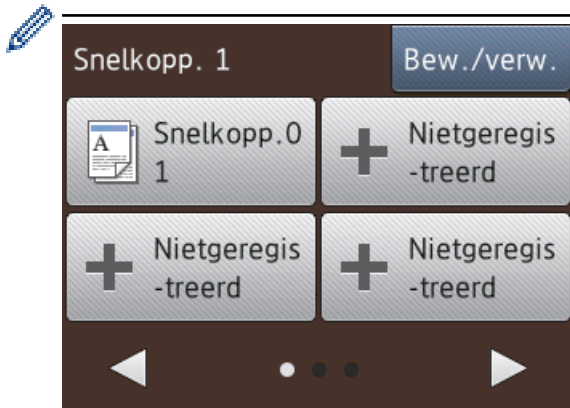 Snelkopp. 1
Bew./verw.
Snelkopp.0
1
Nietgeregis
-treerd
Nietgeregis
-treerd
Nietgeregis
-treerd